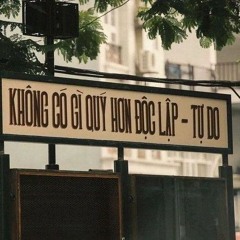 KHÔNG CÓ GÌ QUÝ HƠN ĐỘC LẬP - TỰ DO